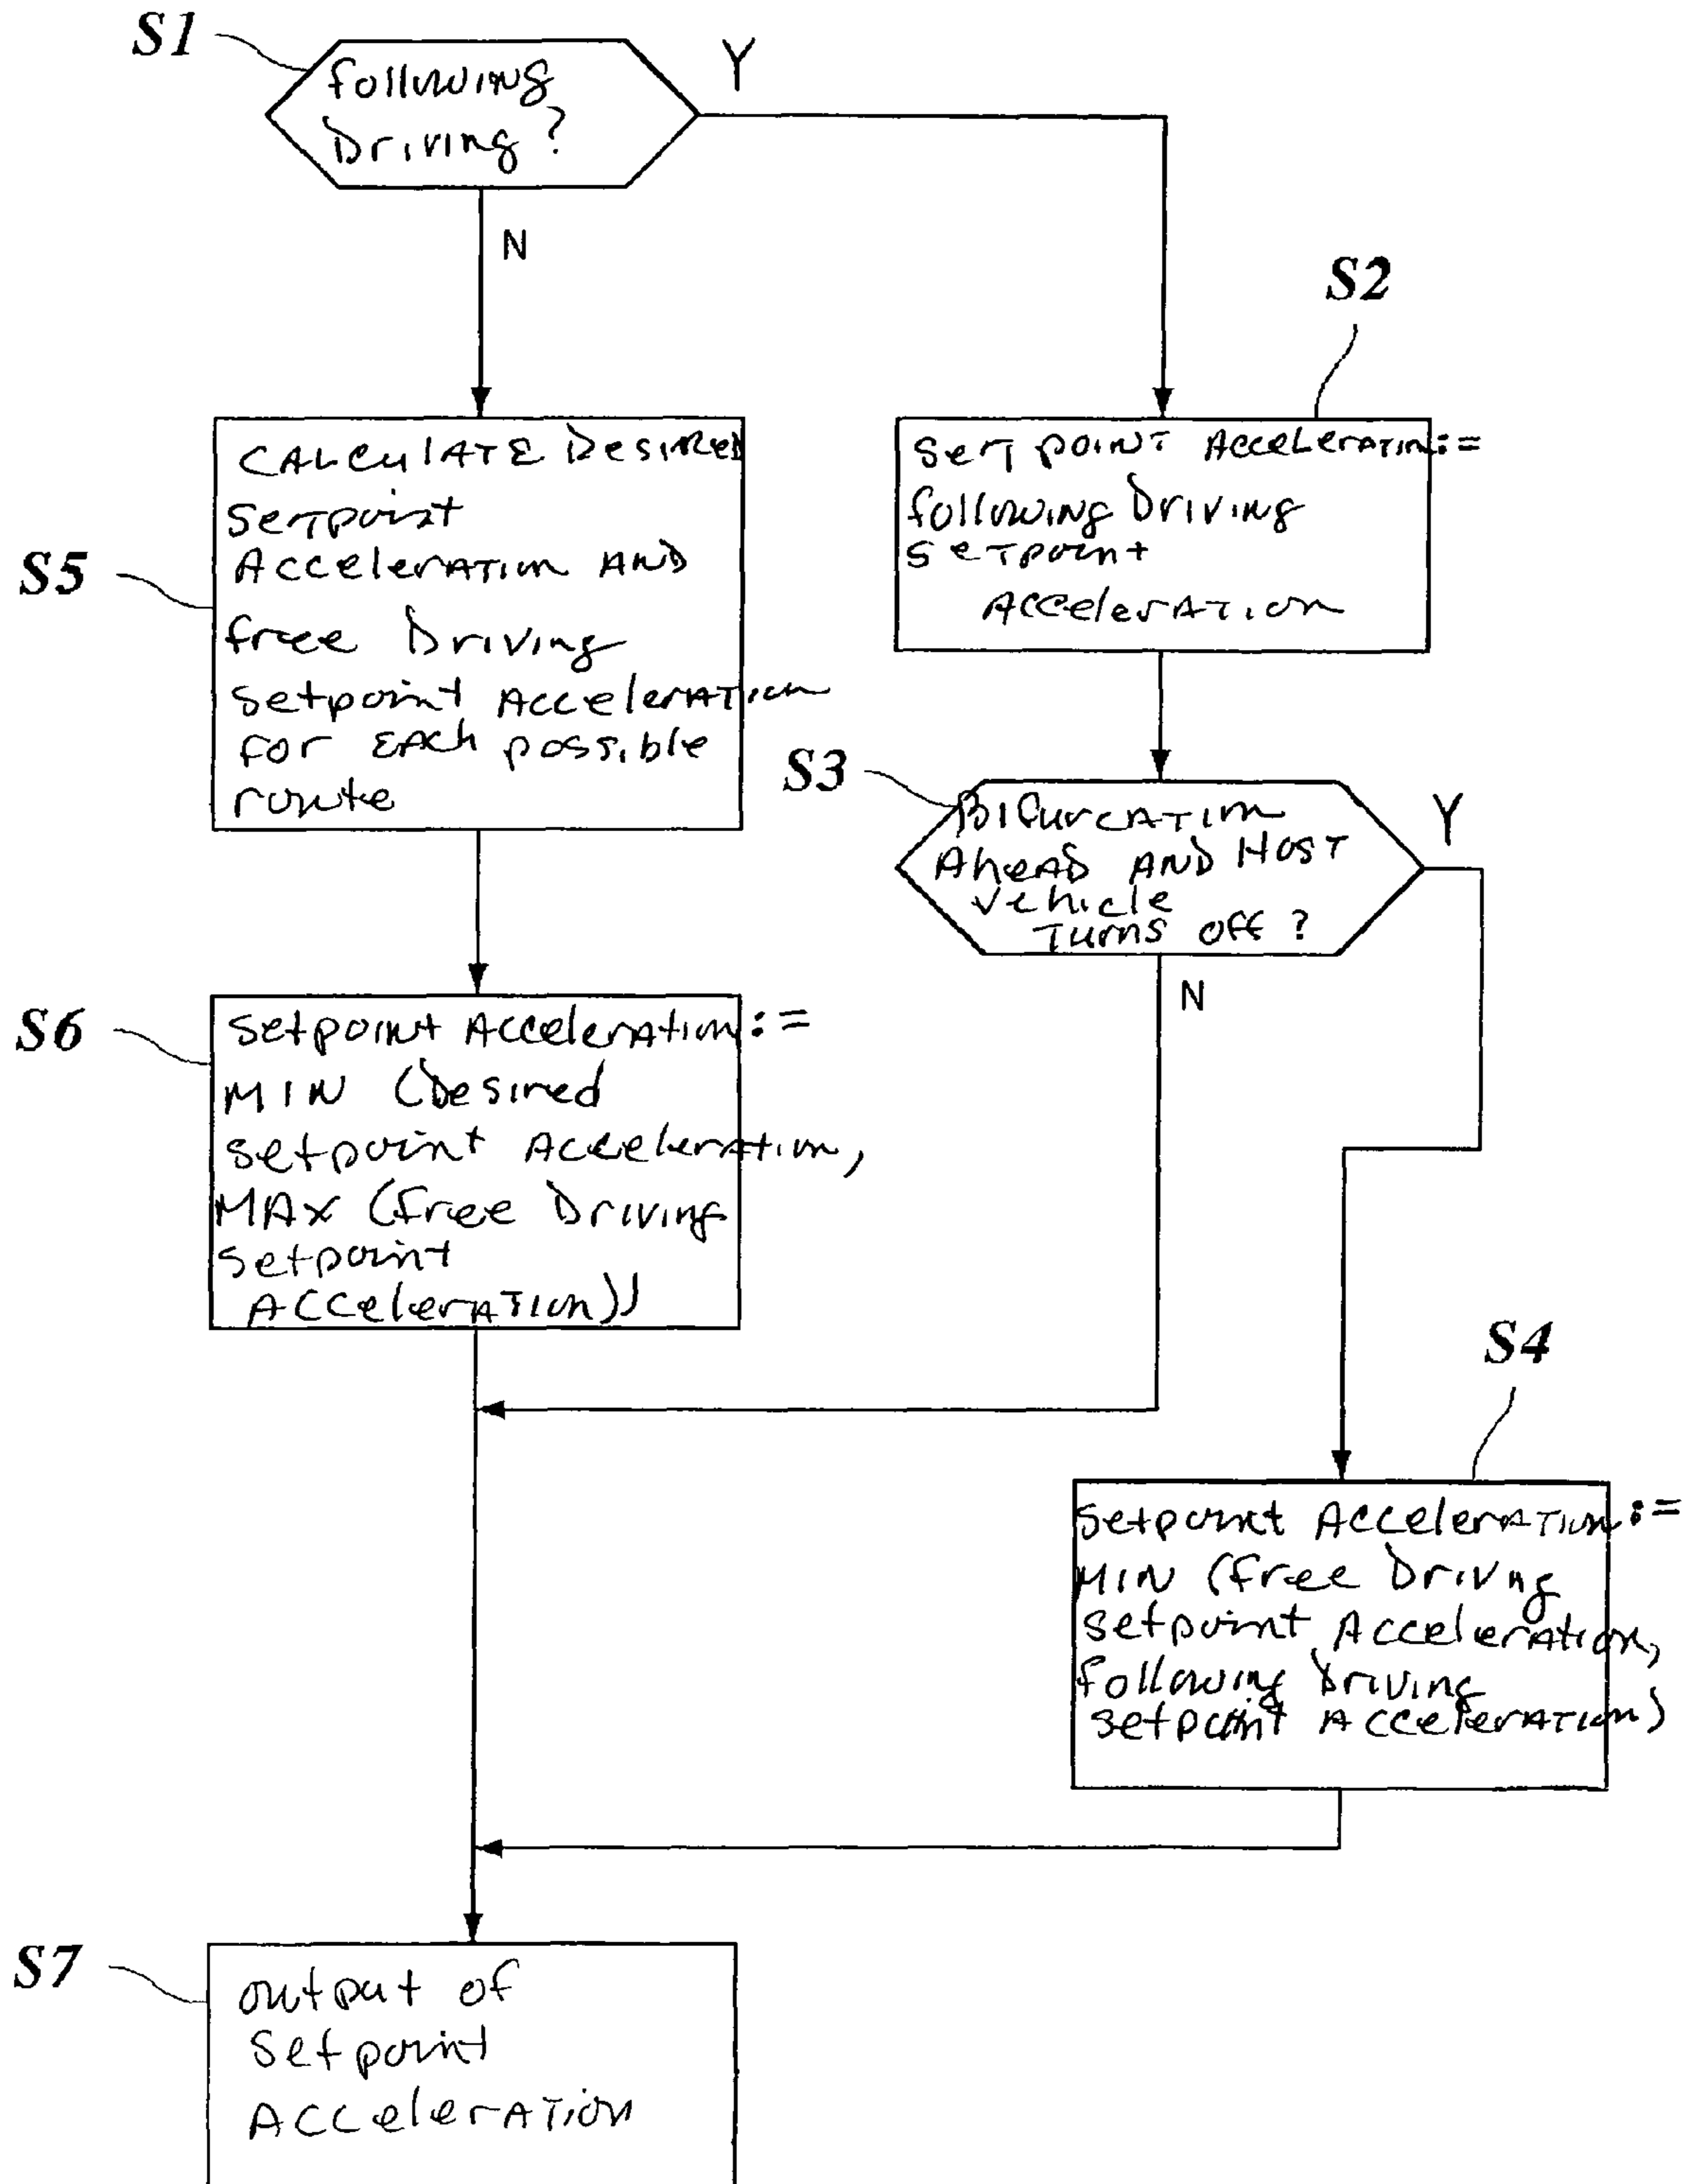 S1
following
Driving?
Y
N
S2
SeTpoint Acceleration:=
following Driving
SeTpoint
Acceleration
S5
CALCulATE Desired
SeTpoint
Acceleration AND
free Driving
setpoint Acceleration
for EACh possible
route
S3
Bifurcation
AheAD AND HOST
vehicle
Turns off?
Y
N
S6
Setpoint Acceleration:=
MIN (Desired
setpoint Acceleration,
MAX (free Driving
setpoint
Acceleration))
S4
Setpoint Acceleration:=
MIN (free Drivng
setpoint Acceleration,
following Driving
setpoint Acceleration)
S7
output of
Setpoint
Acceleration